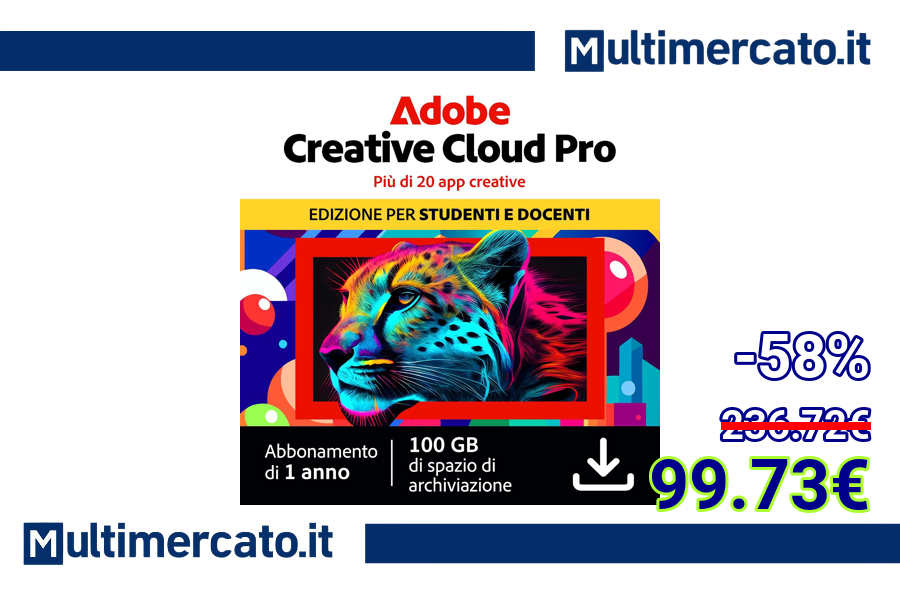 Multimercato.it
Adobe
Creative Cloud Pro
Più di 20 app creative
EDIZIONE PER STUDENTI E DOCENTI
Abbonamento
di 1 anno
100 GB
di spazio di
archiviazione
-58%
236.72€
99.73€
Multimercato.it